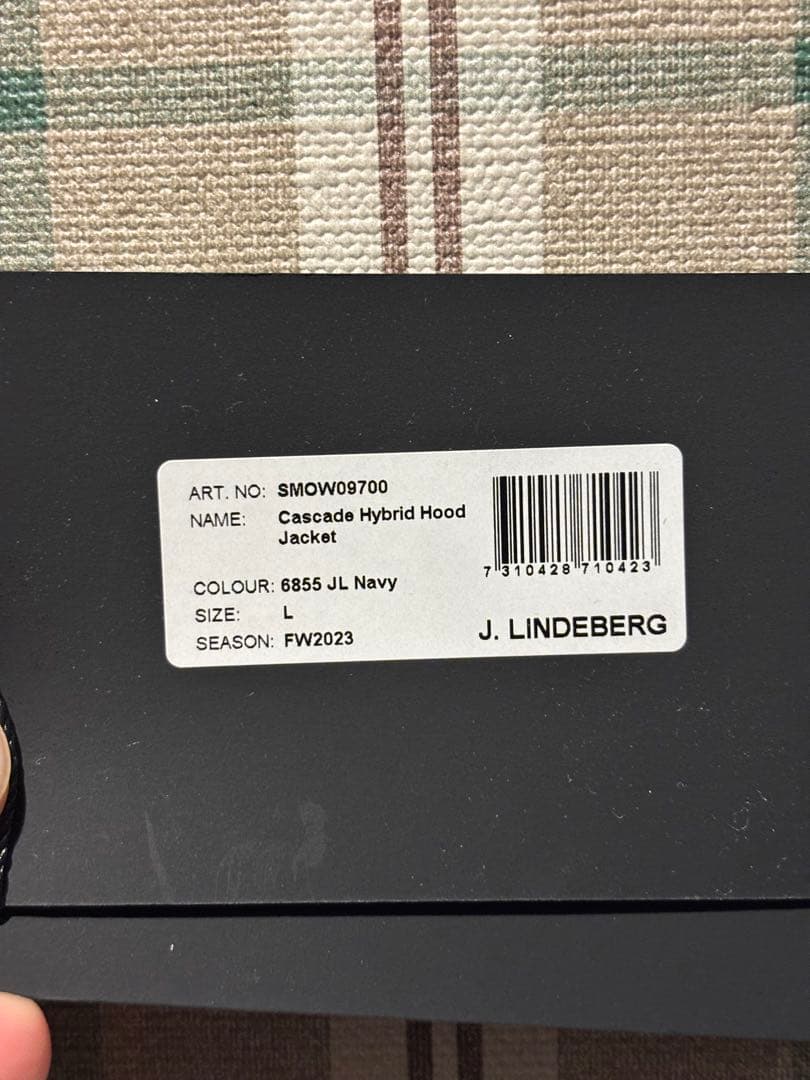 ART. NO: SMOW09700
NAME: Cascade Hybrid Hood
Jacket
COLOUR: 6855 JL Navy
SIZE: L
SEASON: FW2023
7 310428 710423
J. LINDEBERG